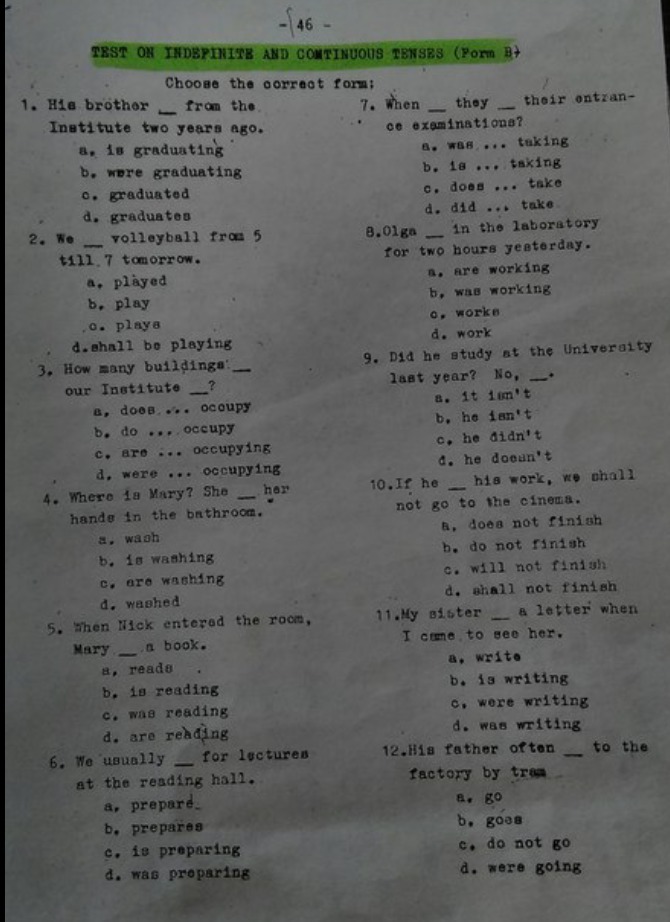 - 46 -
TEST ON INDEFINITE AND CONTINUOUS TENSES (Form B)
Choose the correct form:
1. His brother __ from the
Institute two years ago.
a. is graduating
b. were graduating
c. graduated
d. graduates
2. We __ volleyball from 5
till 7 tomorrow.
a. played
b. play
c. plays
d. shall be playing
3. How many buildings __
our Institute __?
a. does ... occupy
b. do ... occupy
c. are ... occupying
d. were ... occupying
4. Where is Mary? She __ her
hands in the bathroom.
a. wash
b. is washing
c. are washing
d. washed
5. When Nick entered the room,
Mary __ a book.
a. reads
b. is reading
c. was reading
d. are reading
6. We usually __ for lectures
at the reading hall.
a. prepare
b. prepares
c. is preparing
d. was preparing
7. When __ they __ their entran-
ce examinations?
a. was ... taking
b. is ... taking
c. does ... take
d. did ... take
8. Olga __ in the laboratory
for two hours yesterday.
a. are working
b. was working
c. works
d. work
9. Did he study at the University
last year? No, __.
a. it isn't
b. he isn't
c. he didn't
d. he doesn't
10. If he __ his work, we shall
not go to the cinema.
a. does not finish
b. do not finish
c. will not finish
d. shall not finish
11. My sister __ a letter when
I came to see her.
a. write
b. is writing
c. were writing
d. was writing
12. His father often __ to the
factory by tram
a. go
b. goes
c. do not go
d. were going